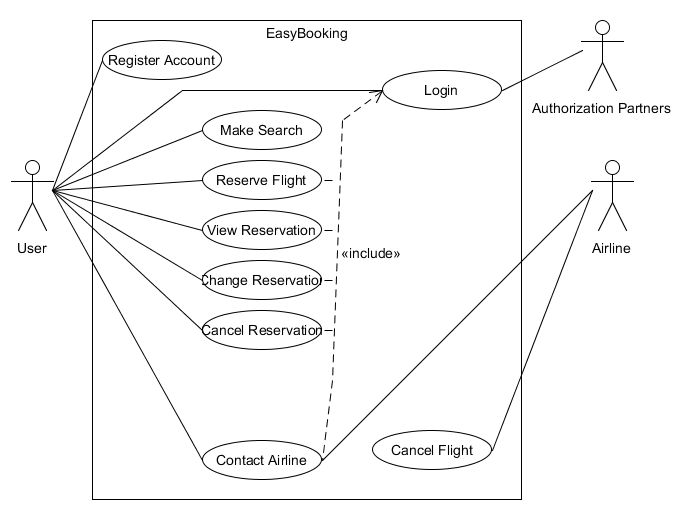 EasyBooking
Register Account
Login
Authorization Partners
Make Search
Reserve Flight
View Reservation
User
Airline
«include»
Change Reservation
Cancel Reservation
Contact Airline
Cancel Flight